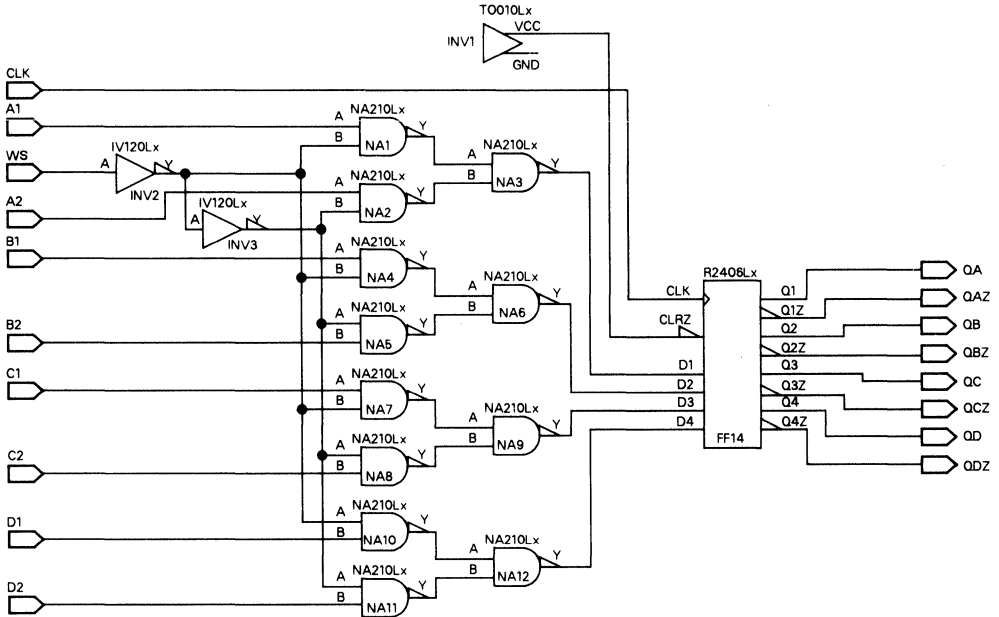 TO010Lx
VCC
INV1
GND
CLK
A1
NA210Lx
A
Y
B
NA1
WS
IV120Lx
A
Y
INV2
NA210Lx
A
Y
B
NA3
A2
NA210Lx
A
Y
B
NA2
IV120Lx
A
Y
INV3
B1
NA210Lx
A
Y
B
NA4
NA210Lx
A
Y
B
NA6
B2
NA210Lx
A
Y
B
NA5
C1
NA210Lx
A
Y
B
NA7
NA210Lx
A
Y
B
NA9
C2
NA210Lx
A
Y
B
NA8
D1
NA210Lx
A
Y
B
NA10
NA210Lx
A
Y
B
NA12
D2
NA210Lx
A
Y
B
NA11
R2406Lx
CLK
CLRZ
D1
D2
D3
D4
Q1
Q1Z
Q2
Q2Z
Q3
Q3Z
Q4
Q4Z
FF14
QA
QAZ
QB
QBZ
QC
QCZ
QD
QDZ